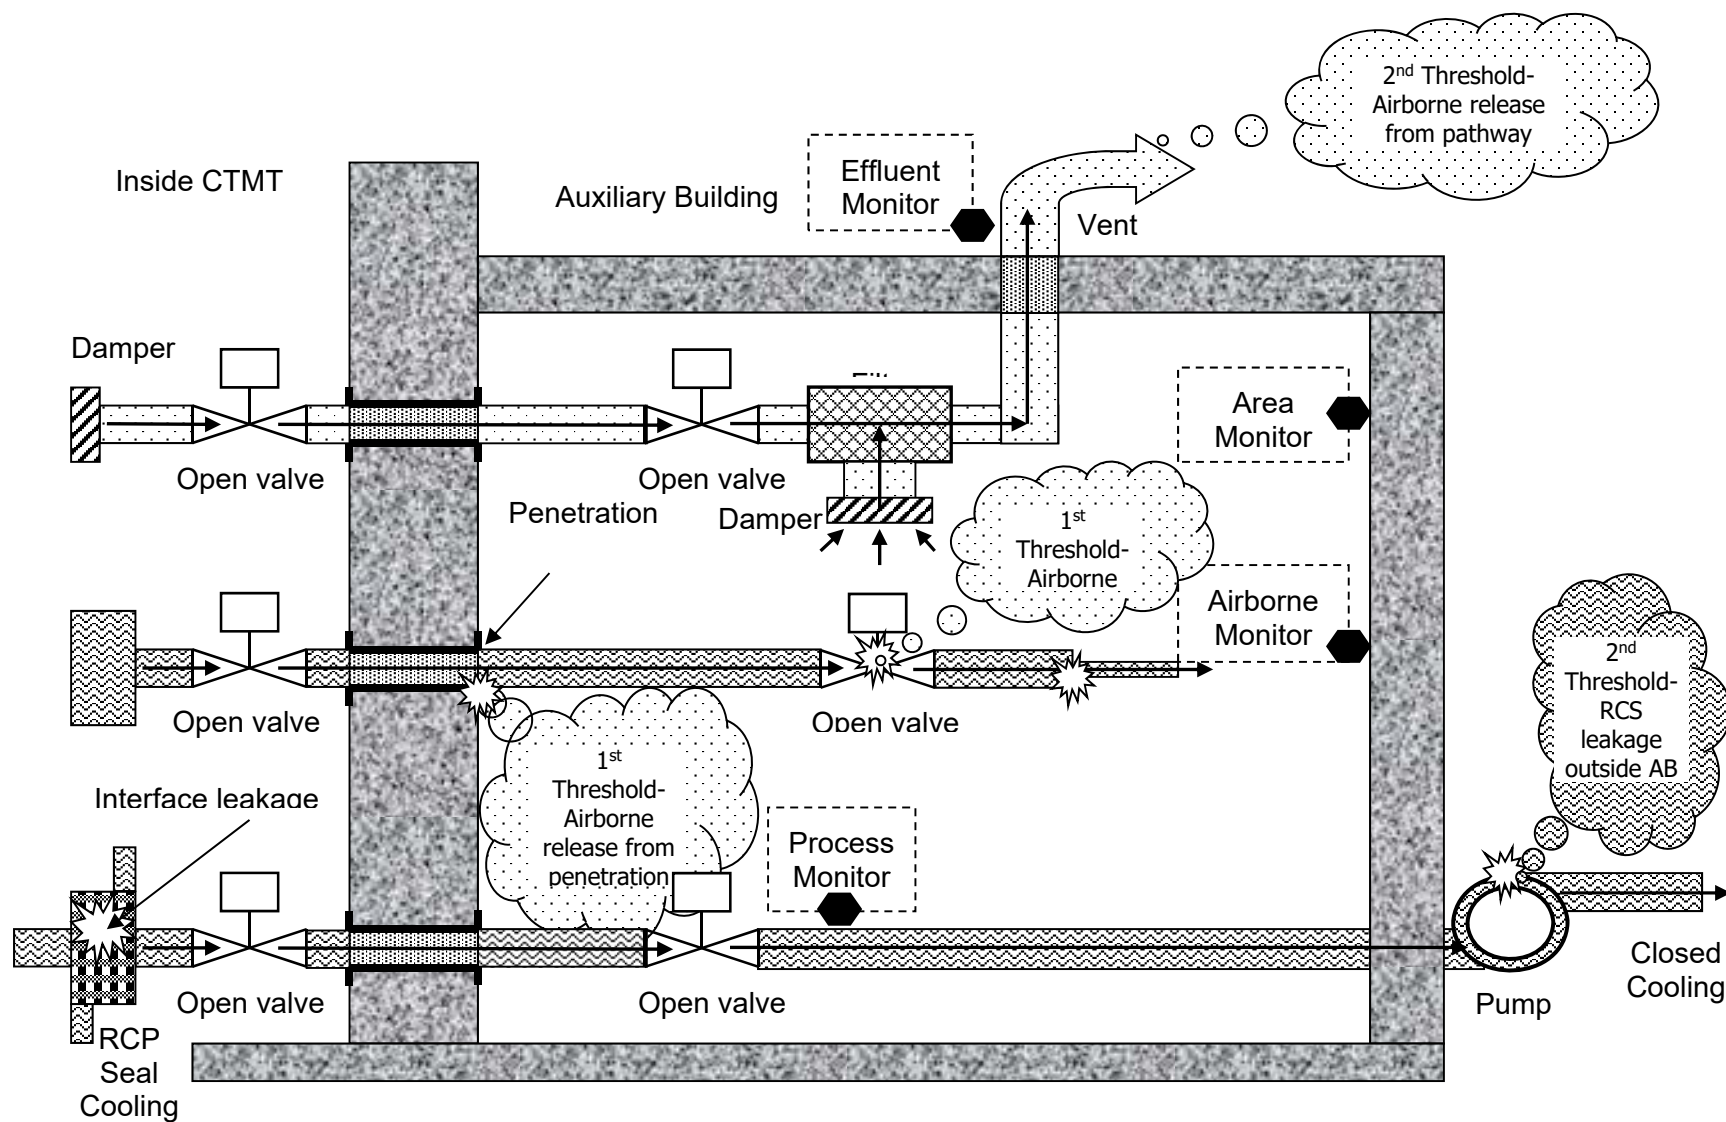 2nd Threshold-
Airborne release
from pathway
Effluent
Monitor
Inside CTMT
Auxiliary Building
Vent
Damper
Area
Monitor
Open valve
Open valve
Penetration
Damper
1st
Threshold-
Airborne
Airborne
Monitor
2nd
Threshold-
RCS
leakage
outside AB
Open valve
Open valve
1st
Threshold-
Airborne
release from
penetration
Interface leakage
Process
Monitor
Open valve
Open valve
Pump
Closed
Cooling
RCP
Seal
Cooling